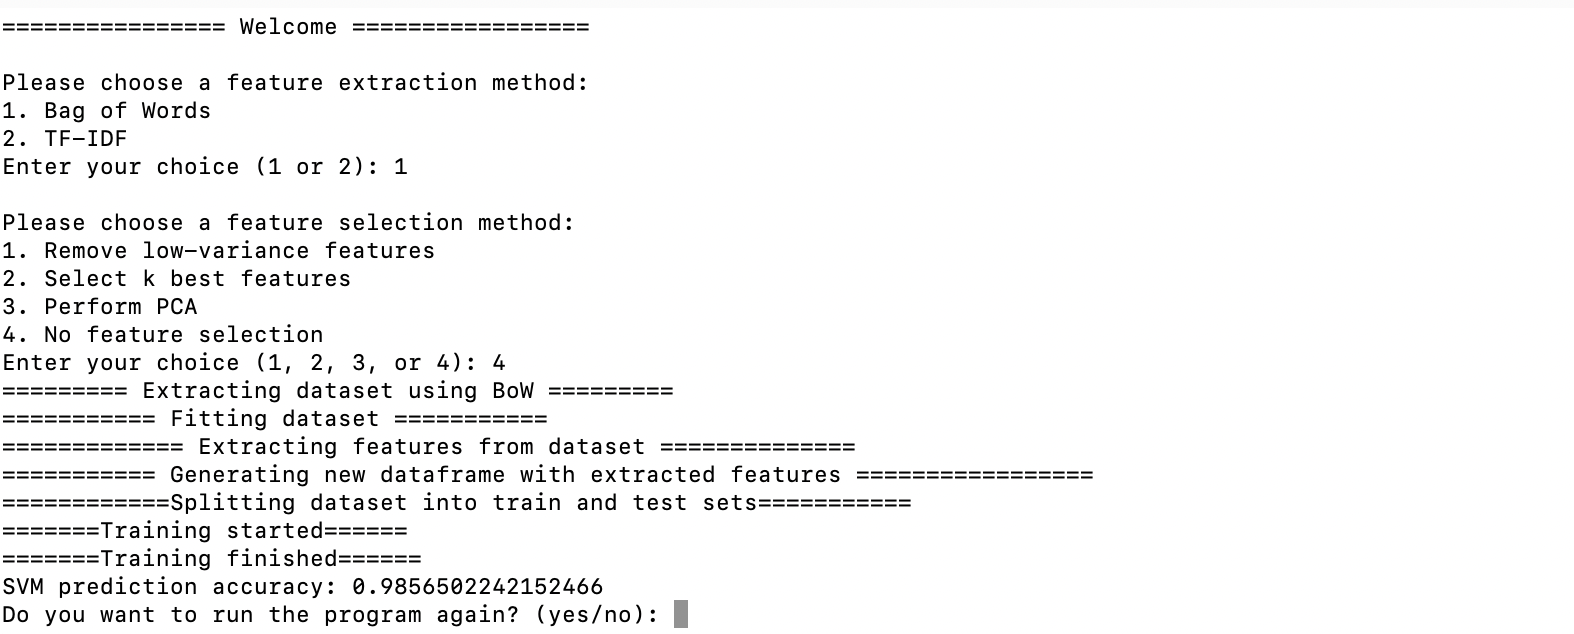 ================ Welcome =================
Please choose a feature extraction method:
1. Bag of Words
2. TF-IDF
Enter your choice (1 or 2): 1
Please choose a feature selection method:
1. Remove low-variance features
2. Select k best features
3. Perform PCA
4. No feature selection
Enter your choice (1, 2, 3, or 4): 4
========= Extracting dataset using BoW =========
=========== Fitting dataset ===========
============= Extracting features from dataset ==============
=========== Generating new dataframe with extracted features =================
============Splitting dataset into train and test sets===========
=======Training started======
=======Training finished======
SVM prediction accuracy: 0.9856502242152466
Do you want to run the program again? (yes/no):